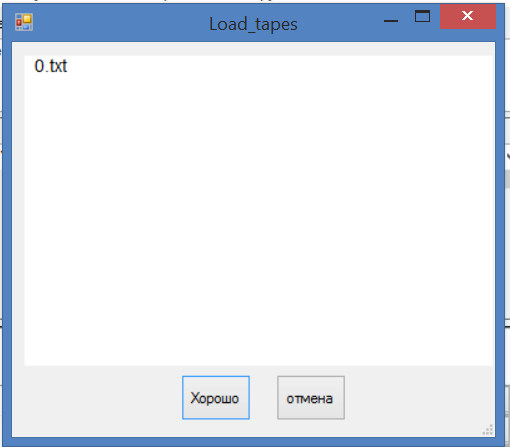 Load_tapes
0.txt
Хорошо
отмена